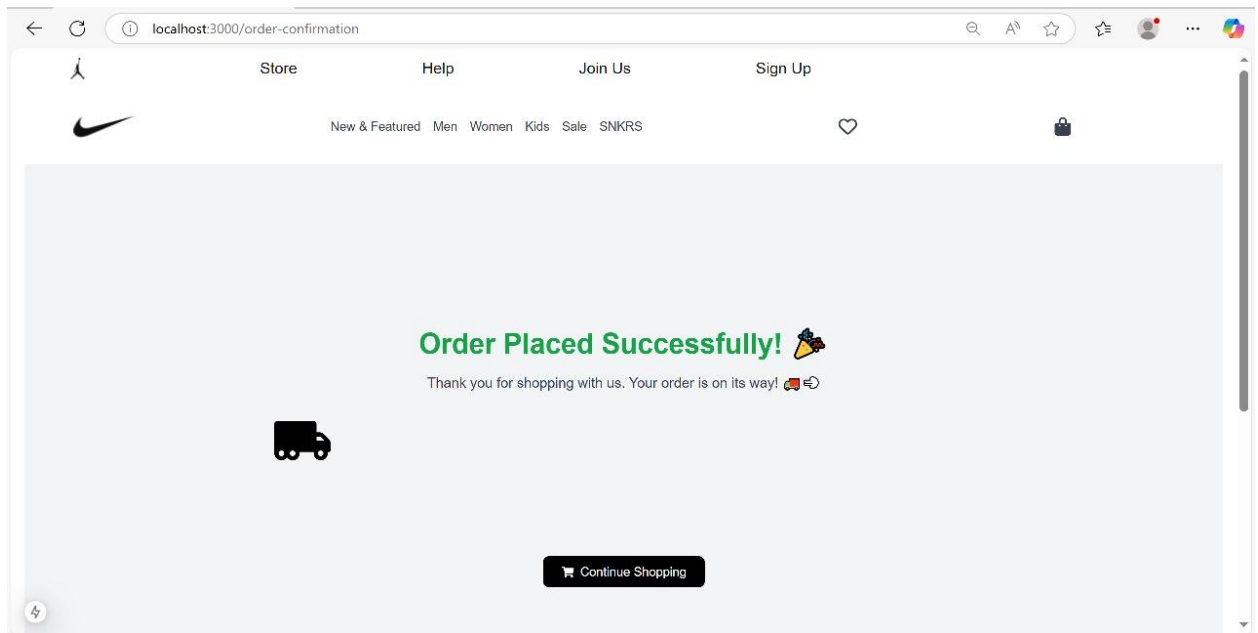 localhost:3000/order-confirmation
Store Help Join Us Sign Up
New & Featured Men Women Kids Sale SNKRS
Order Placed Successfully! 🎉
Thank you for shopping with us. Your order is on its way! 🚚💨
Continue Shopping